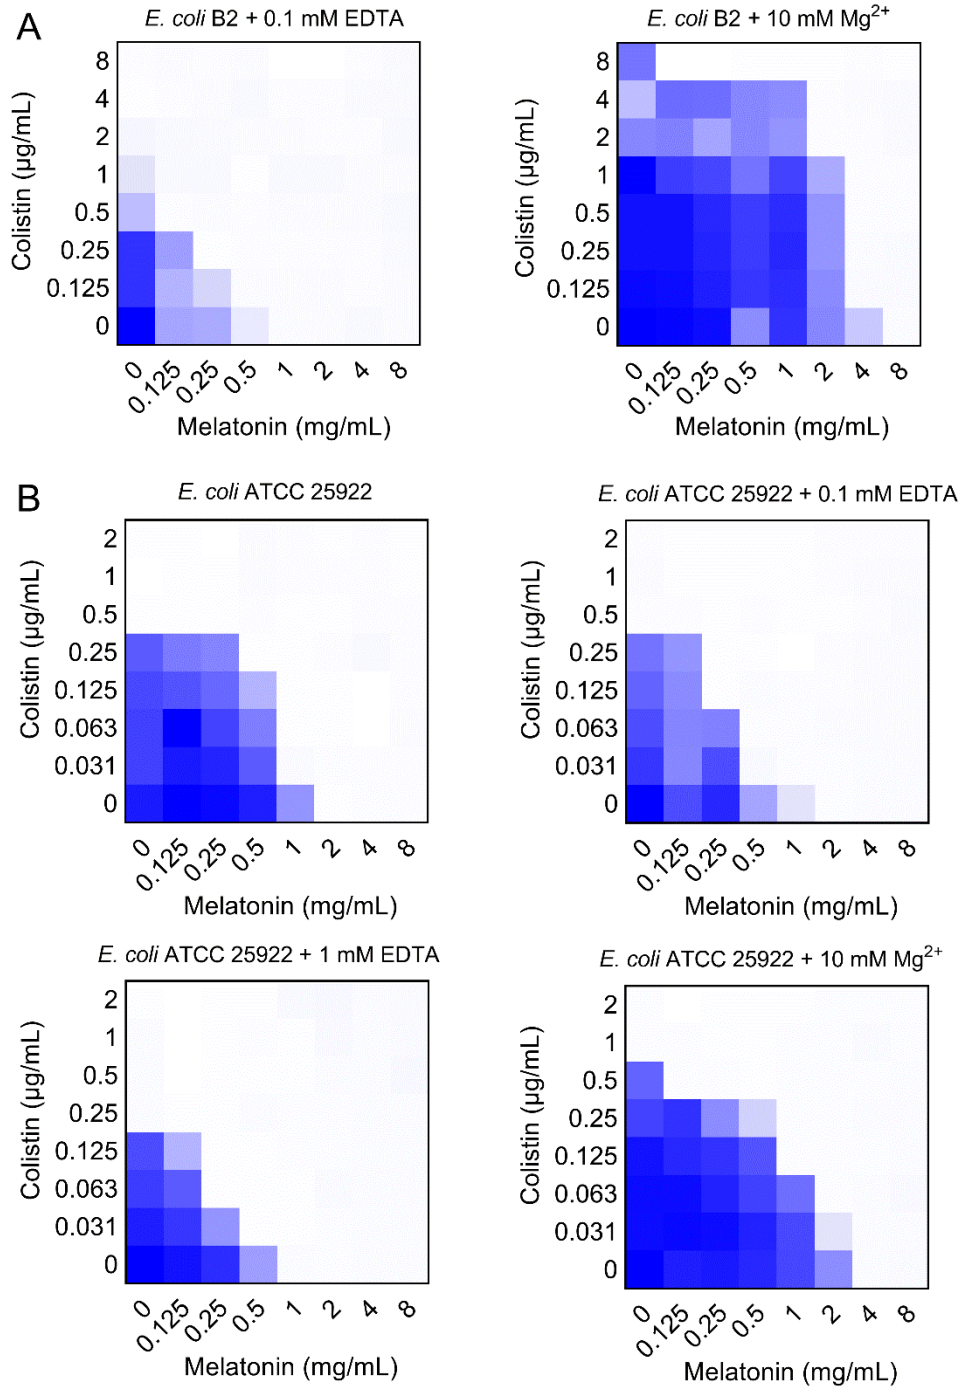 A
E. coli B2 + 0.1 mM EDTA
Colistin (µg/mL)
8
4
2
1
0.5
0.25
0.125
0
0 0.125 0.25 0.5 1 2 4 8
Melatonin (mg/mL)
E. coli B2 + 10 mM Mg²⁺
Colistin (µg/mL)
8
4
2
1
0.5
0.25
0.125
0
0 0.125 0.25 0.5 1 2 4 8
Melatonin (mg/mL)
B
E. coli ATCC 25922
Colistin (µg/mL)
2
1
0.5
0.25
0.125
0.063
0.031
0
0 0.125 0.25 0.5 1 2 4 8
Melatonin (mg/mL)
E. coli ATCC 25922 + 0.1 mM EDTA
Colistin (µg/mL)
2
1
0.5
0.25
0.125
0.063
0.031
0
0 0.125 0.25 0.5 1 2 4 8
Melatonin (mg/mL)
E. coli ATCC 25922 + 1 mM EDTA
Colistin (µg/mL)
2
1
0.5
0.25
0.125
0.063
0.031
0
0 0.125 0.25 0.5 1 2 4 8
Melatonin (mg/mL)
E. coli ATCC 25922 + 10 mM Mg²⁺
Colistin (µg/mL)
2
1
0.5
0.25
0.125
0.063
0.031
0
0 0.125 0.25 0.5 1 2 4 8
Melatonin (mg/mL)